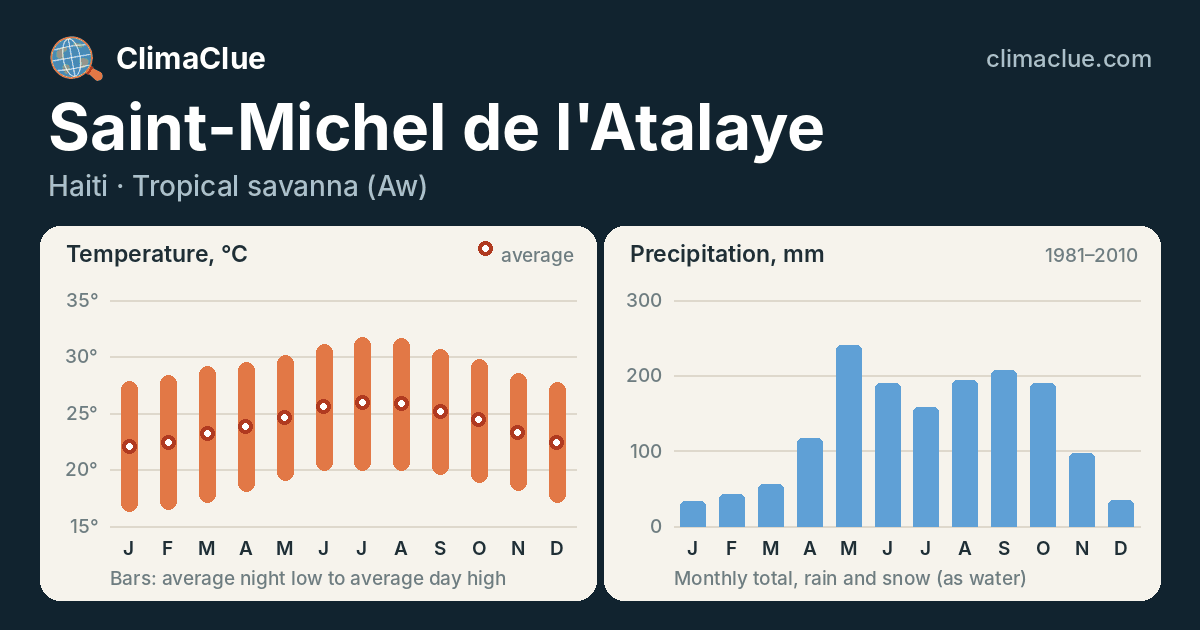 ClimaClue
climaclue.com
Saint-Michel de l'Atalaye
Haiti · Tropical savanna (Aw)
Temperature, °C
average
35°
30°
25°
20°
15°
J F M A M J J A S O N D
Bars: average night low to average day high
Precipitation, mm
1981–2010
300
200
100
0
J F M A M J J A S O N D
Monthly total, rain and snow (as water)